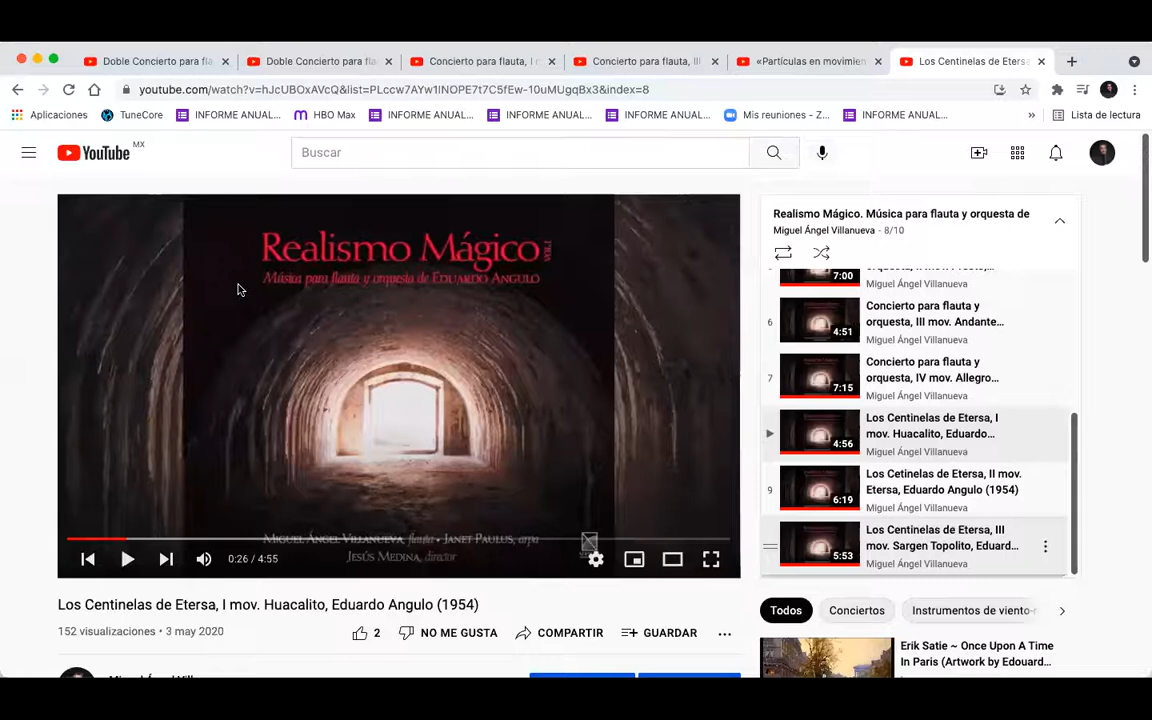 Doble Concierto para fla
Doble Concierto para fla
Concierto para flauta, I m
Concierto para flauta, III
«Partículas en movimien
Los Centinelas de Eterse
youtube.com/watch?v=hJcUBOxAVcQ&list=PLccw7AYw1INOPE7t7C5fEw-10uMUgqBx3&index=8
Aplicaciones
TuneCore
INFORME ANUAL...
HBO Max
INFORME ANUAL...
INFORME ANUAL...
INFORME ANUAL...
Mis reuniones - Z...
INFORME ANUAL...
»
Lista de lectura
YouTube MX
Buscar
Realismo Mágico VOL.1
Música para flauta y orquesta de EDUARDO ANGULO
MIGUEL ÁNGEL VILLANUEVA, flauta • JANET PAULUS, arpa
JESÚS MEDINA, director
0:26 / 4:55
Los Centinelas de Etersa, I mov. Huacalito, Eduardo Angulo (1954)
152 visualizaciones • 3 may 2020
2
NO ME GUSTA
COMPARTIR
GUARDAR
Realismo Mágico. Música para flauta y orquesta de
Miguel Ángel Villanueva - 8/10
7:00
Miguel Ángel Villanueva
6
4:51
Concierto para flauta y
orquesta, III mov. Andante...
Miguel Ángel Villanueva
7
7:15
Concierto para flauta y
orquesta, IV mov. Allegro...
Miguel Ángel Villanueva
4:56
Los Centinelas de Etersa, I
mov. Huacalito, Eduardo...
Miguel Ángel Villanueva
9
6:19
Los Cetinelas de Etersa, II mov.
Etersa, Eduardo Angulo (1954)
Miguel Ángel Villanueva
5:53
Los Centinelas de Etersa, III
mov. Sargen Topolito, Eduard...
Miguel Ángel Villanueva
Todos
Conciertos
Instrumentos de viento-
Erik Satie ~ Once Upon A Time
In Paris (Artwork by Edouard...